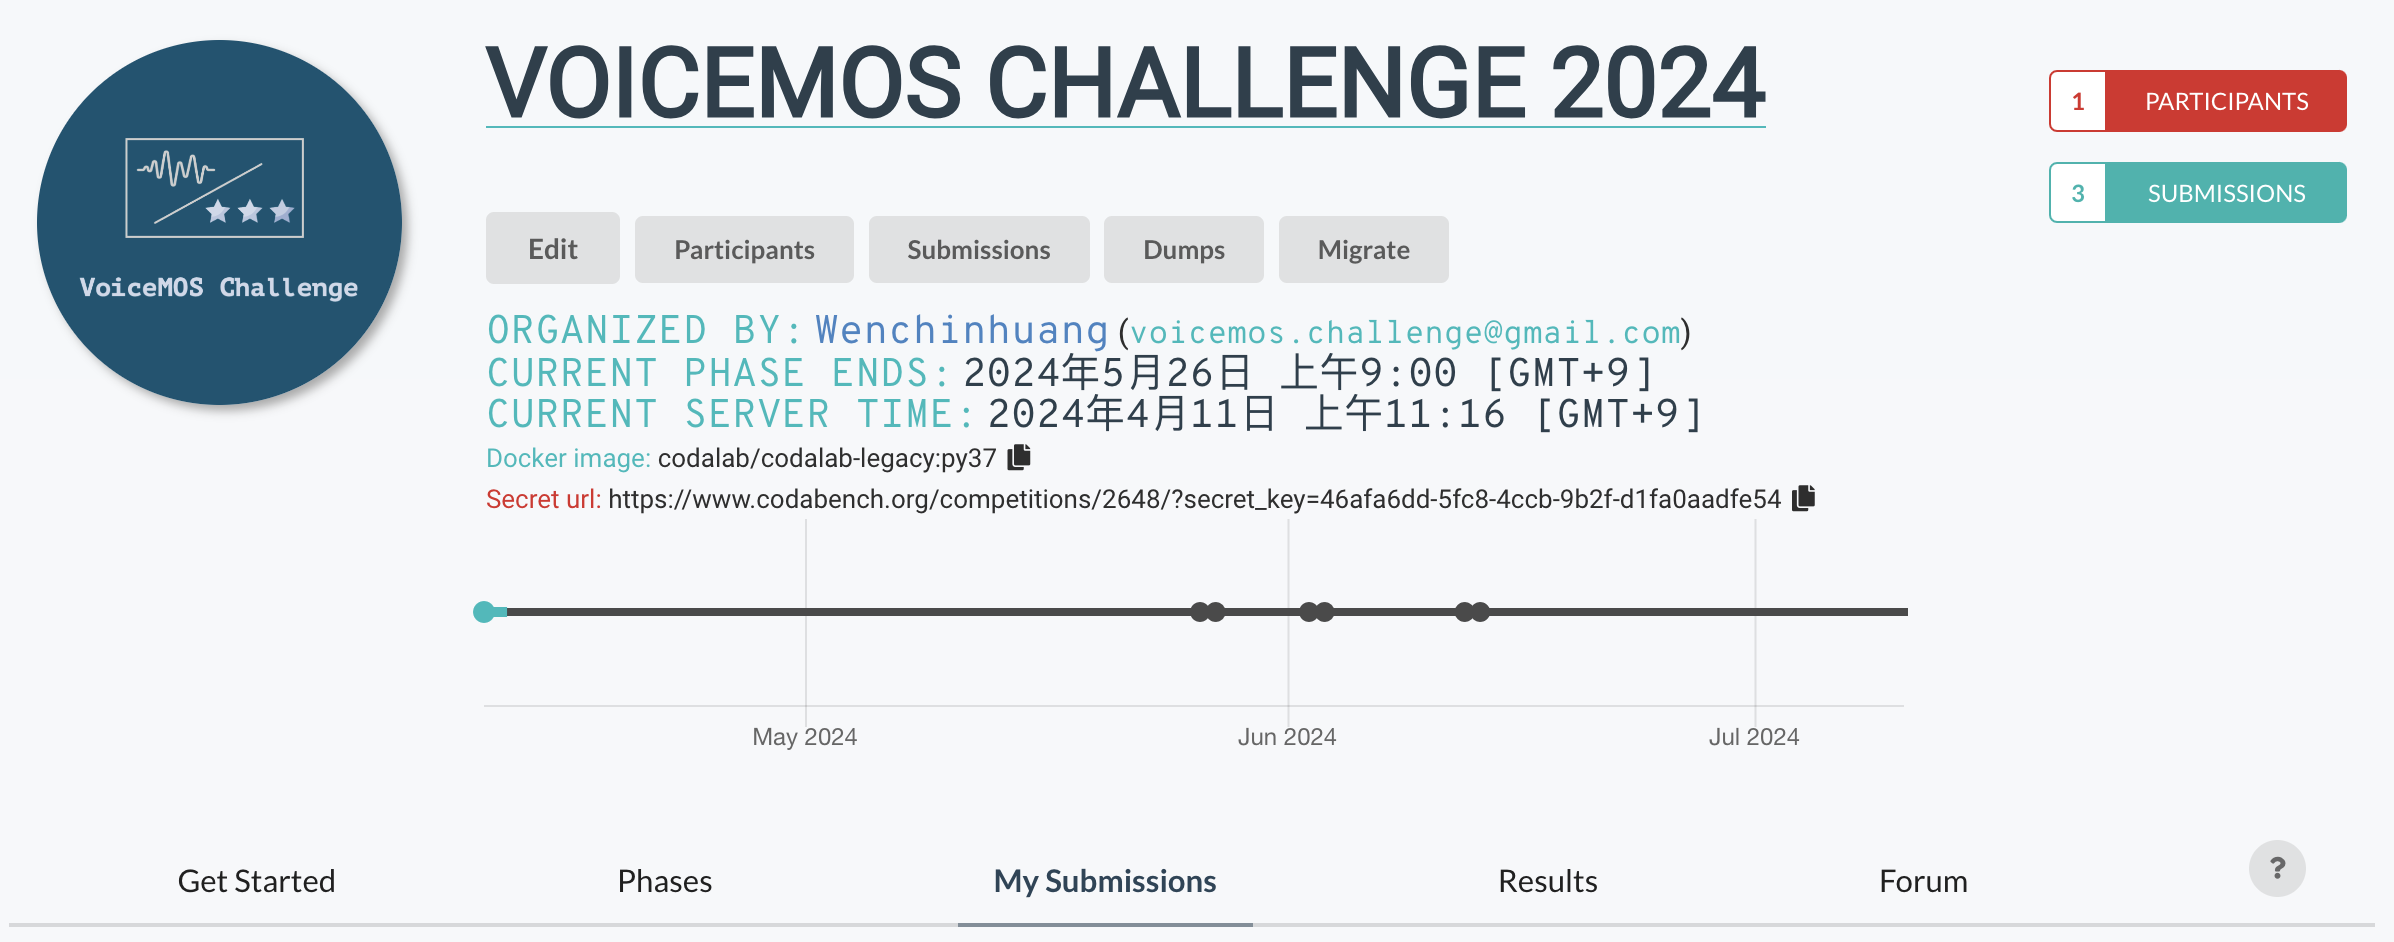 VOICEMOS CHALLENGE 2024
1 PARTICIPANTS
3 SUBMISSIONS
VoiceMOS Challenge
Edit Participants Submissions Dumps Migrate
ORGANIZED BY: Wenchinhuang (voicemos.challenge@gmail.com)
CURRENT PHASE ENDS: 2024年5月26日 上午9:00 [GMT+9]
CURRENT SERVER TIME: 2024年4月11日 上午11:16 [GMT+9]
Docker image: codalab/codalab-legacy:py37
Secret url: https://www.codabench.org/competitions/2648/?secret_key=46afa6dd-5fc8-4ccb-9b2f-d1fa0aadfe54
May 2024 Jun 2024 Jul 2024
Get Started Phases My Submissions Results Forum ?